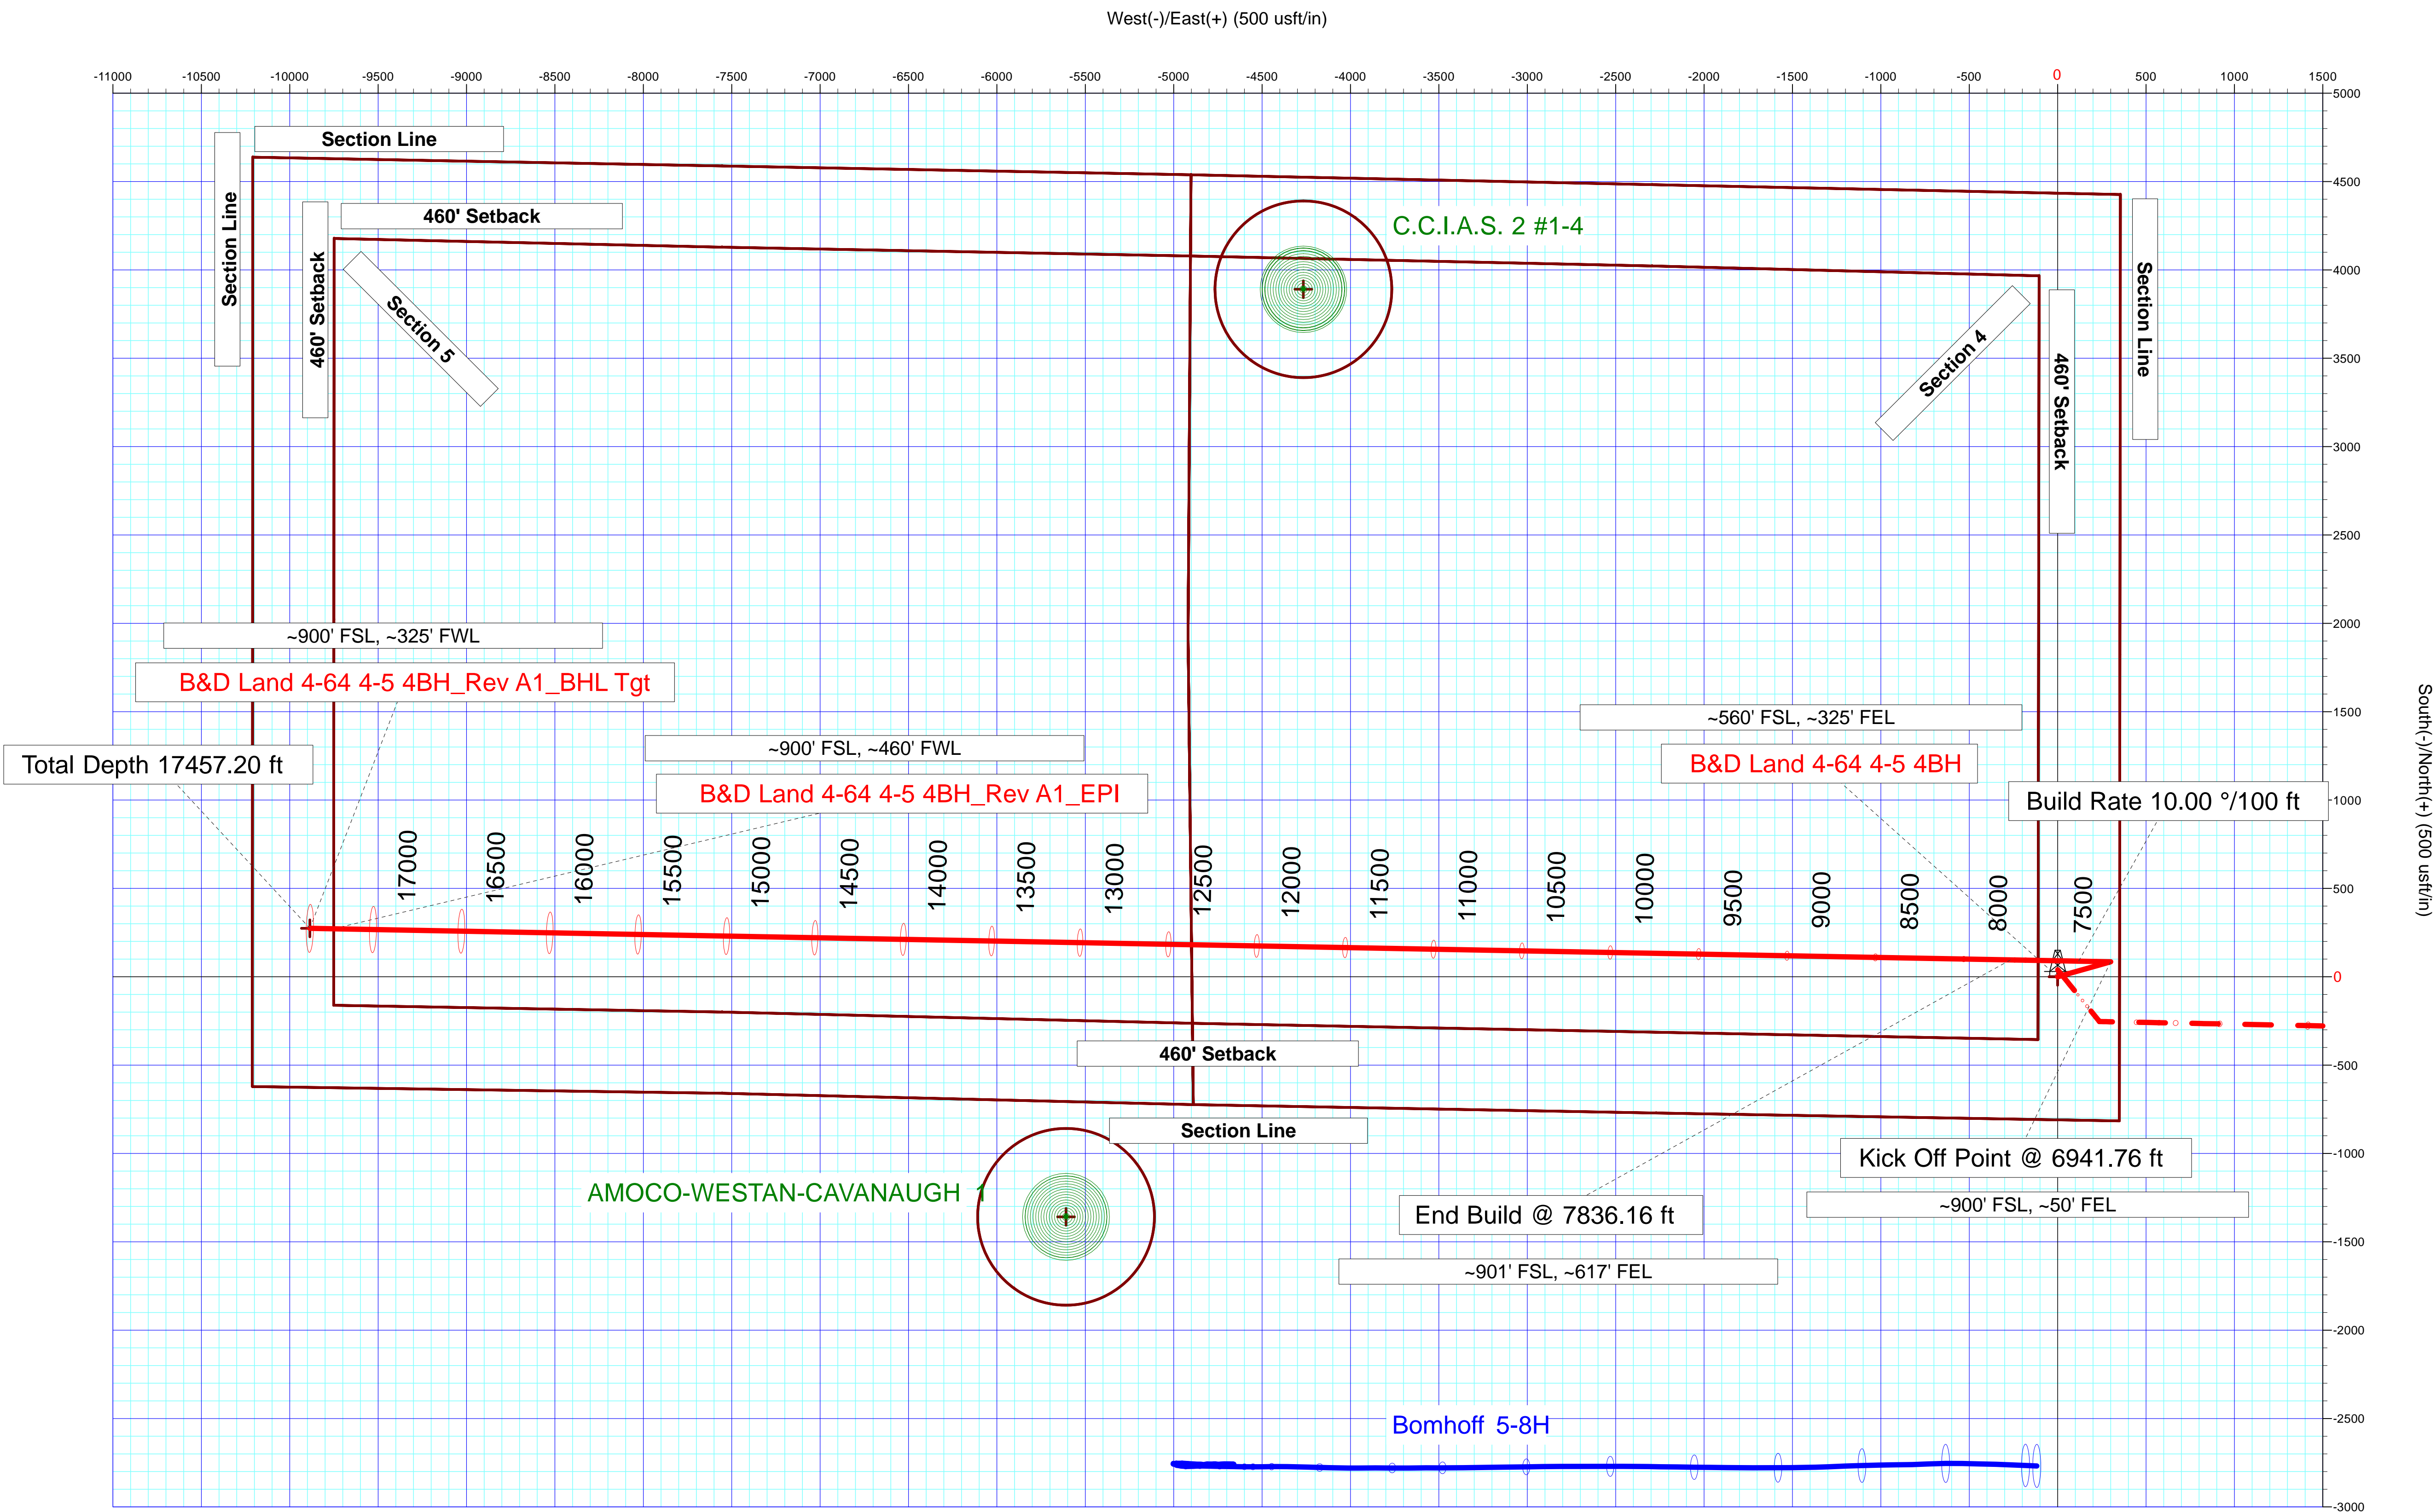 West(-)/East(+) (500 usft/in)
-11000 -10500 -10000 -9500 -9000 -8500 -8000 -7500 -7000 -6500 -6000 -5500 -5000 -4500 -4000 -3500 -3000 -2500 -2000 -1500 -1000 -500 0 500 1000 1500
5000
4500
4000
3500
3000
2500
2000
1500
1000
500
0
-500
-1000
-1500
-2000
-2500
-3000
South(-)/North(+) (500 usft/in)
Section Line
Section Line
460' Setback
460' Setback
Section 5
C.C.I.A.S. 2 #1-4
Section 4
460' Setback
Section Line
~900' FSL, ~325' FWL
B&D Land 4-64 4-5 4BH_Rev A1_BHL Tgt
Total Depth 17457.20 ft
~900' FSL, ~460' FWL
B&D Land 4-64 4-5 4BH_Rev A1_EPI
~560' FSL, ~325' FEL
B&D Land 4-64 4-5 4BH
Build Rate 10.00 °/100 ft
17000
16500
16000
15500
15000
14500
14000
13500
13000
12500
12000
11500
11000
10500
10000
9500
9000
8500
8000
7500
460' Setback
Section Line
AMOCO-WESTAN-CAVANAUGH 1
Kick Off Point @ 6941.76 ft
~900' FSL, ~50' FEL
End Build @ 7836.16 ft
~901' FSL, ~617' FEL
Bomhoff 5-8H